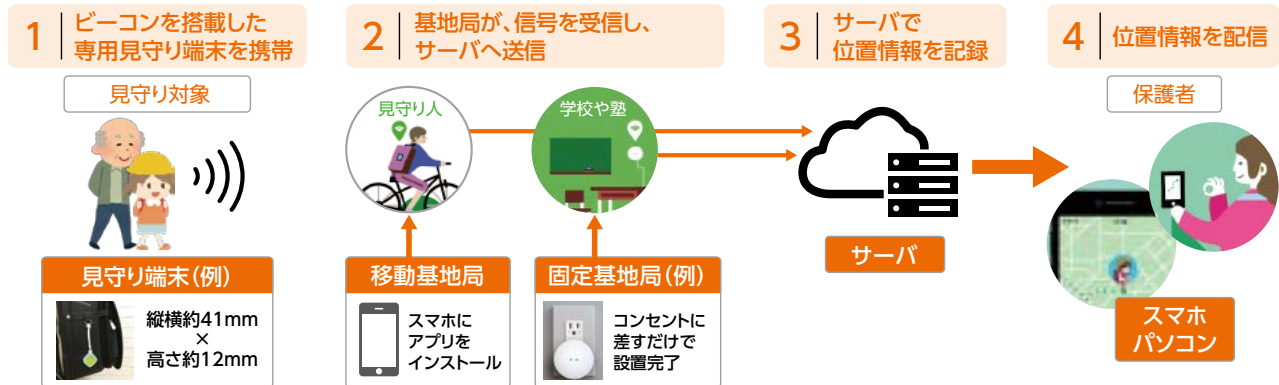 1
ビーコンを搭載した
専用見守り端末を携帯
見守り対象
見守り端末(例)
縦横約41mm
×
高さ約12mm
2
基地局が、信号を受信し、
サーバへ送信
見守り人
学校や塾
移動基地局
スマホに
アプリを
インストール
固定基地局(例)
コンセントに
差すだけで
設置完了
3
サーバで
位置情報を記録
サーバ
4
位置情報を配信
保護者
スマホ
パソコン